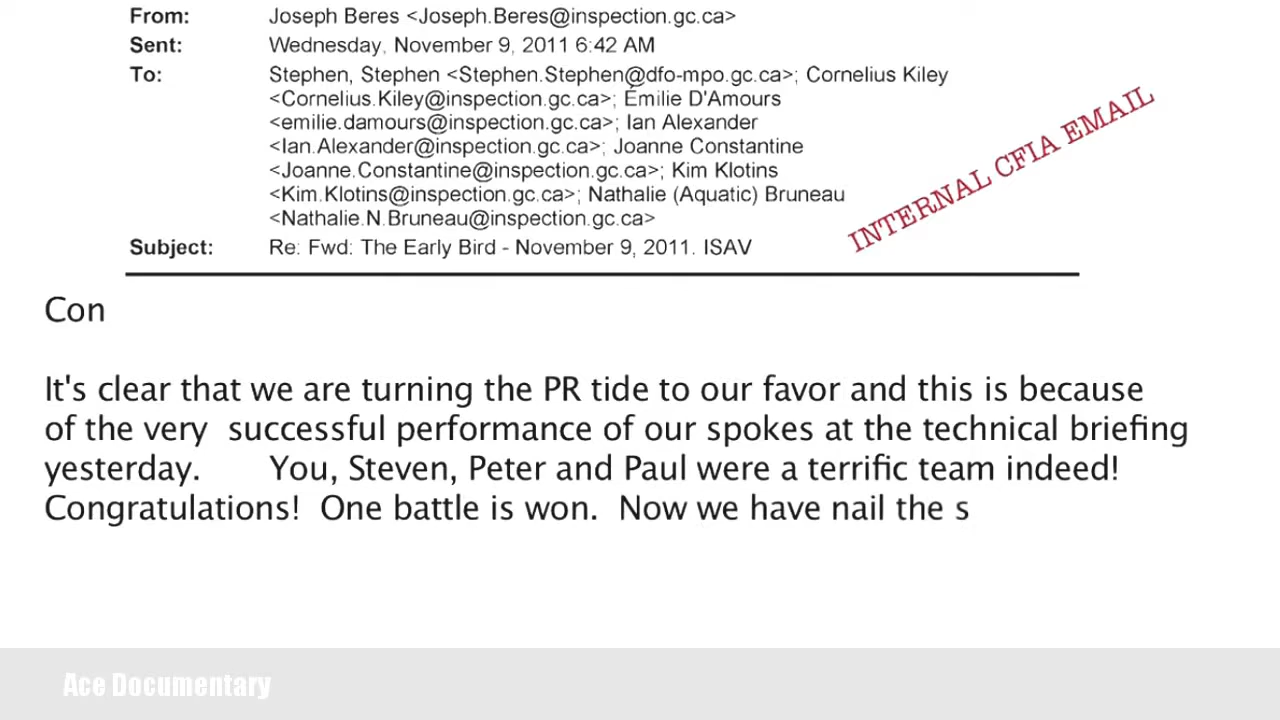 From: Joseph Beres <Joseph.Beres@inspection.gc.ca>
Sent: Wednesday, November 9, 2011 6:42 AM
To: Stephen, Stephen <Stephen.Stephen@dfo-mpo.gc.ca>; Cornelius Kiley
<Cornelius.Kiley@inspection.gc.ca>; Émilie D'Amours
<emilie.damours@inspection.gc.ca>; Ian Alexander
<Ian.Alexander@inspection.gc.ca>; Joanne Constantine
<Joanne.Constantine@inspection.gc.ca>; Kim Klotins
<Kim.Klotins@inspection.gc.ca>; Nathalie (Aquatic) Bruneau
<Nathalie.N.Bruneau@inspection.gc.ca>
Subject: Re: Fwd: The Early Bird - November 9, 2011. ISAV
INTERNAL CFIA EMAIL
Con
It's clear that we are turning the PR tide to our favor and this is because
of the very successful performance of our spokes at the technical briefing
yesterday. You, Steven, Peter and Paul were a terrific team indeed!
Congratulations! One battle is won. Now we have nail the s
Ace Documentary